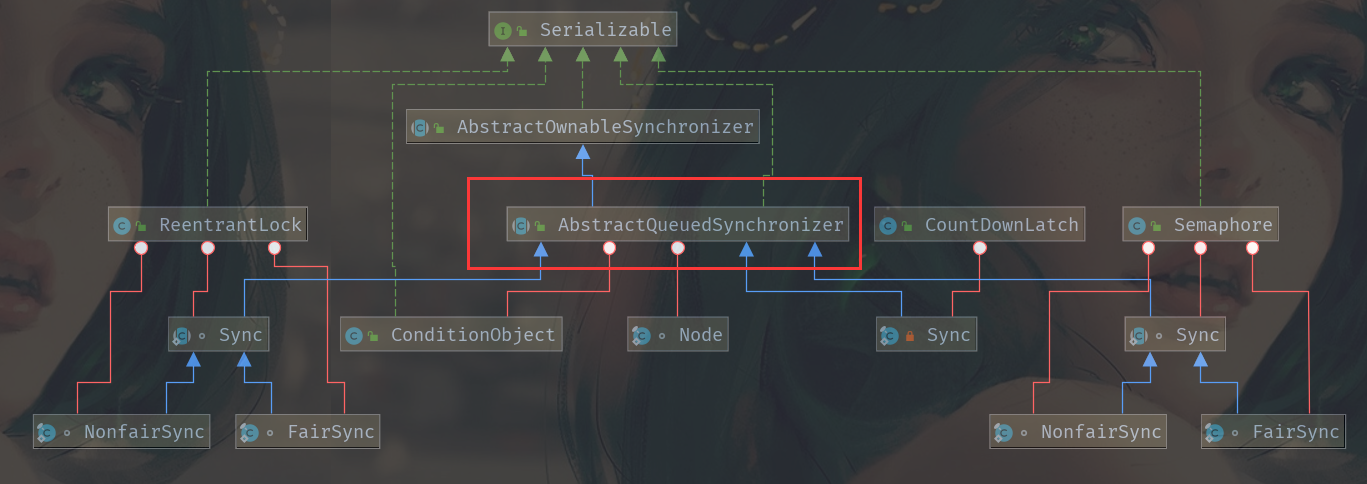 Serializable
AbstractOwnableSynchronizer
ReentrantLock
AbstractQueuedSynchronizer
CountDownLatch
Semaphore
Sync
ConditionObject
Node
Sync
Sync
NonfairSync
FairSync
NonfairSync
FairSync